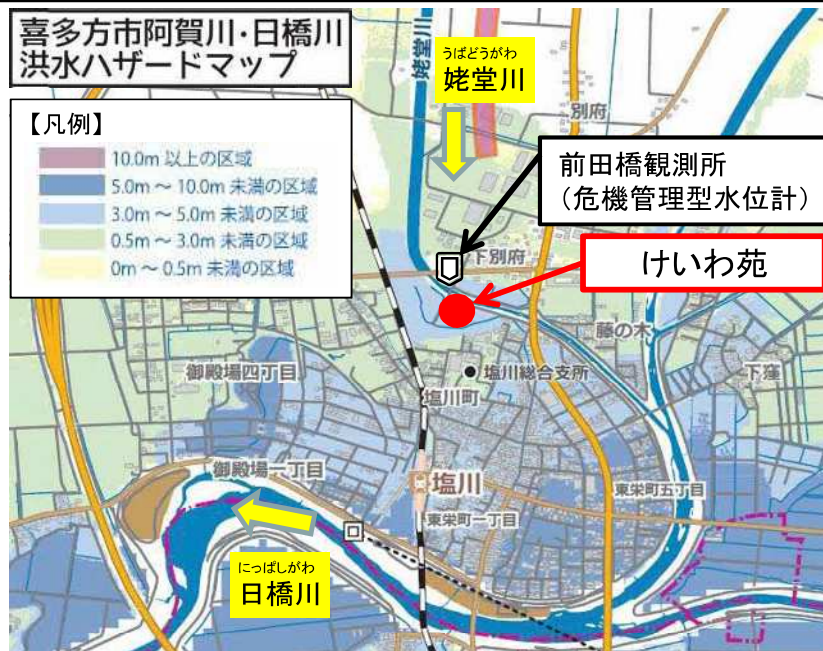 喜多方市阿賀川・日橋川
洪水ハザードマップ
【凡例】
10.0m 以上の区域
5.0m ～ 10.0m 未満の区域
3.0m ～ 5.0m 未満の区域
0.5m ～ 3.0m 未満の区域
0m ～ 0.5m 未満の区域
姥堂川
うばどうがわ
姥堂川
別府
前田橋観測所
（危機管理型水位計）
下別府
けいわ苑
藤の木
御殿場四丁目
塩川総合支所
下窪
塩川町
御殿場一丁目
塩川
東栄町五丁目
東栄町一丁目
にっぱしがわ
日橋川